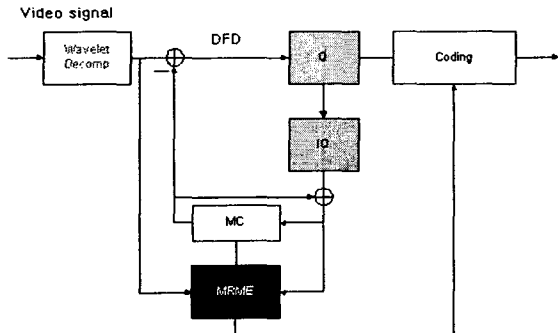 Video signal
Wavelet
Decomp
DFD
Q
Coding
IQ
MC
MRME